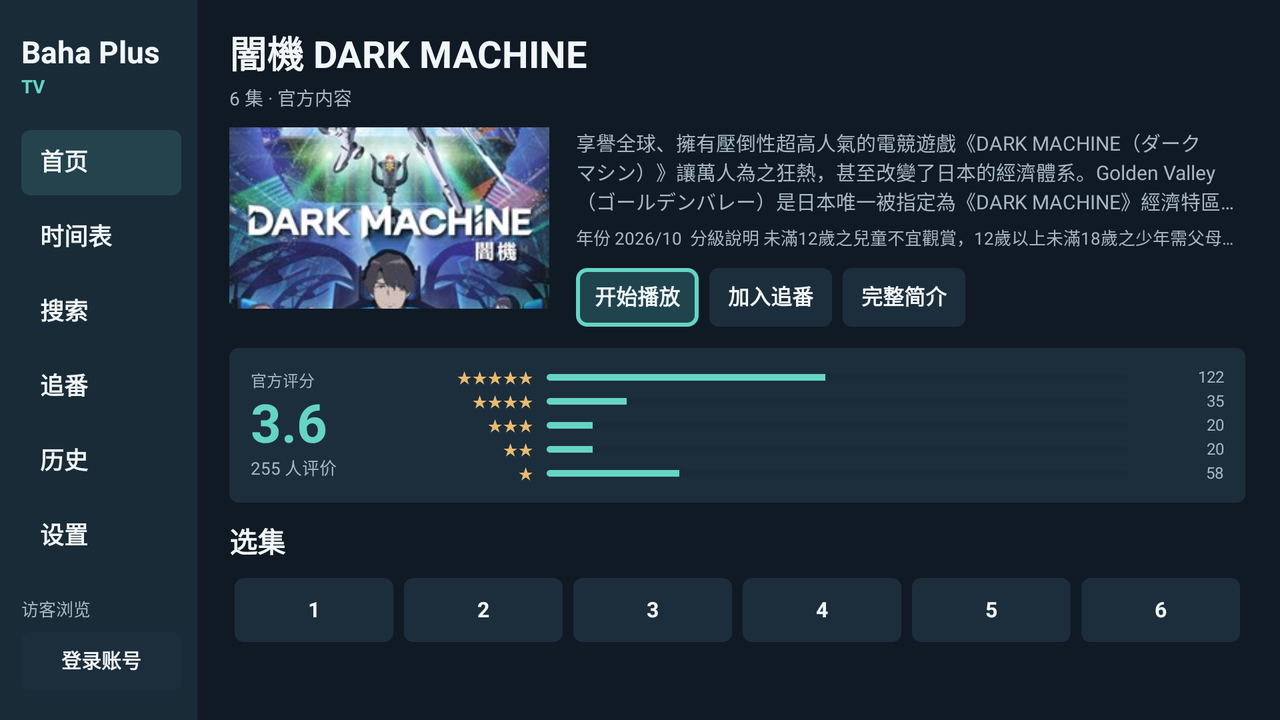 Baha Plus
TV
首页
时间表
搜索
追番
历史
设置
访客浏览
登录账号
闇機 DARK MACHINE
6 集 · 官方内容
DARK MACHINE
闇機
享譽全球、擁有壓倒性超高人氣的電競遊戲《DARK MACHINE（ダーク
マシン）》讓萬人為之狂熱，甚至改變了日本的經濟體系。Golden Valley
（ゴールデンバレー）是日本唯一被指定為《DARK MACHINE》經濟特區…
年份 2026/10 分級說明 未滿12歲之兒童不宜觀賞，12歲以上未滿18歲之少年需父母…
开始播放
加入追番
完整简介
官方评分
3.6
255 人评价
★★★★★ 122
★★★★ 35
★★★ 20
★★ 20
★ 58
选集
1
2
3
4
5
6